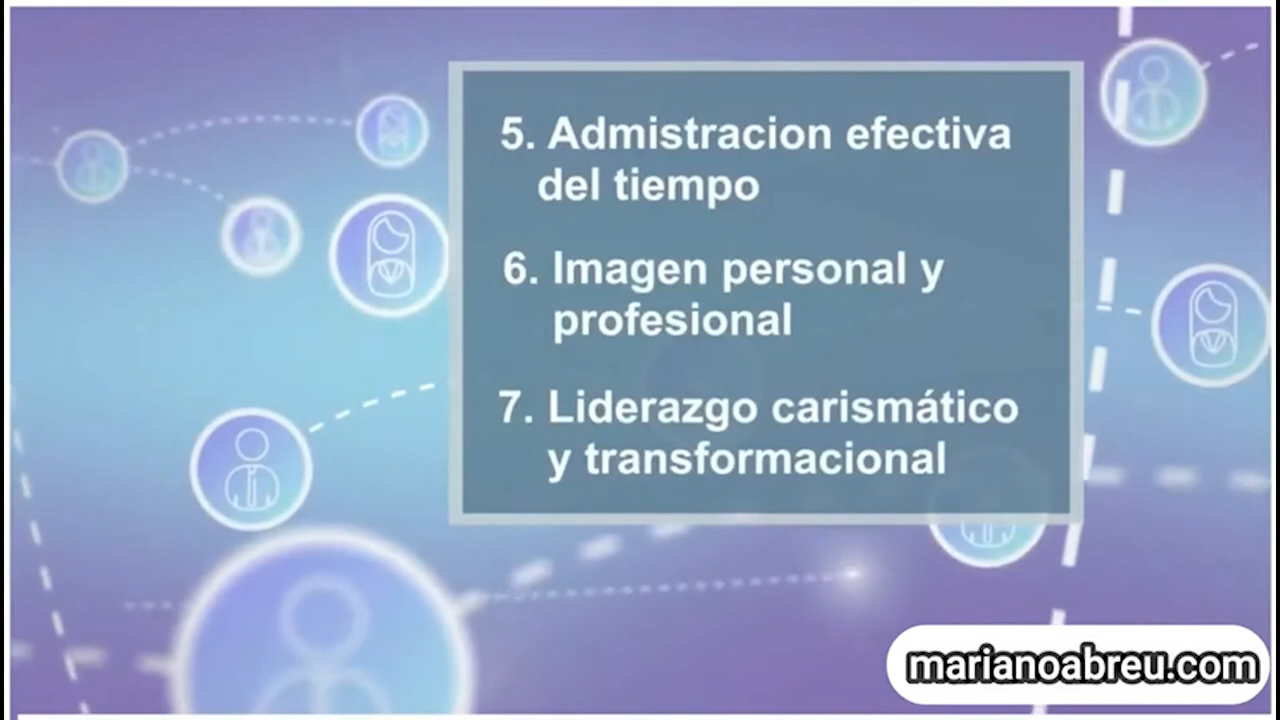 5. Admistracion efectiva
del tiempo
6. Imagen personal y
profesional
7. Liderazgo carismático
y transformacional
marianoabreu.com